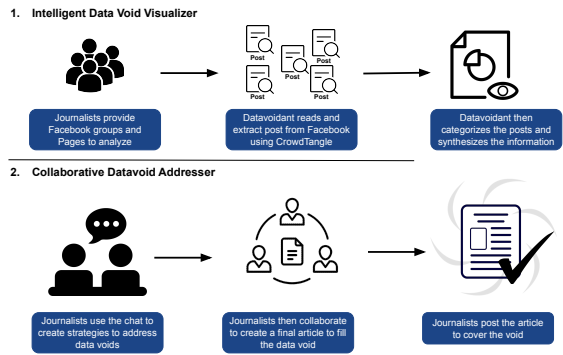 1. Intelligent Data Void Visualizer
Post
Post
Post
Post
Post
Journalists provide
Facebook groups and
Pages to analyze
Datavoidant reads and
extract post from Facebook
using CrowdTangle
Datavoidant then
categorizes the posts and
synthesizes the information
2. Collaborative Datavoid Addresser
Journalists use the chat to
create strategies to address
data voids
Journalists then collaborate
to create a final article to fill
the data void
Journalists post the article
to cover the void